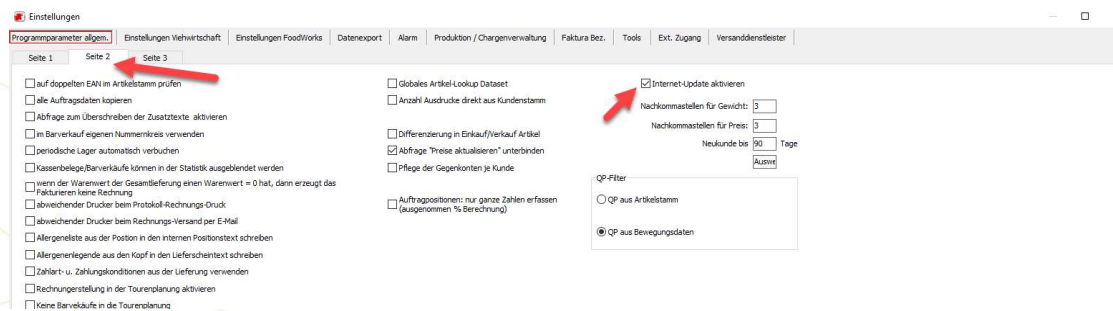 Einstellungen
Programmparameter allgem. Einstellungen Viehwirtschaft Einstellungen FoodWorks Datenexport Alarm Produktion / Chargenverwaltung Faktura Bez. Tools Ext. Zugang Versanddienstleister
Seite 1 Seite 2 Seite 3
auf doppelten EAN im Artikelstamm prüfen
alle Auftragsdaten kopieren
Abfrage zum Überschreiben der Zusatztexte aktivieren
im Barverkauf eigenen Nummernkreis verwenden
periodische Lager automatisch verbuchen
Kassenbelege/Barverkäufe können in der Statistik ausgeblendet werden
wenn der Warenwert der Gesamtlieferung einen Warenwert = 0 hat, dann erzeugt das
Fakturieren keine Rechnung
abweichender Drucker beim Protokoll-Rechnungs-Druck
abweichender Drucker beim Rechnungs-Versand per E-Mail
Allergeneliste aus der Postion in den internen Positionstext schreiben
Allergenenlegende aus den Kopf in den Lieferscheintext schreiben
Zahlart- u. Zahlungskonditionen aus der Lieferung verwenden
Rechnungerstellung in der Tourenplanung aktivieren
Keine Barvekäufe in die Tourenplanung
Globales Artikel-Lookup Dataset
Anzahl Ausdrucke direkt aus Kundenstamm
Differenzierung in Einkauf/Verkauf Artikel
Abfrage "Preise aktualisieren" unterbinden
Pflege der Gegenkonten je Kunde
Auftragpositionen: nur ganze Zahlen erfassen
(ausgenommen % Berechnung)
Internet-Update aktivieren
Nachkommastellen für Gewicht: 3
Nachkommastellen für Preis: 3
Neukunde bis 90 Tage
Auswe
QP-Filter
QP aus Artikelstamm
QP aus Bewegungsdaten